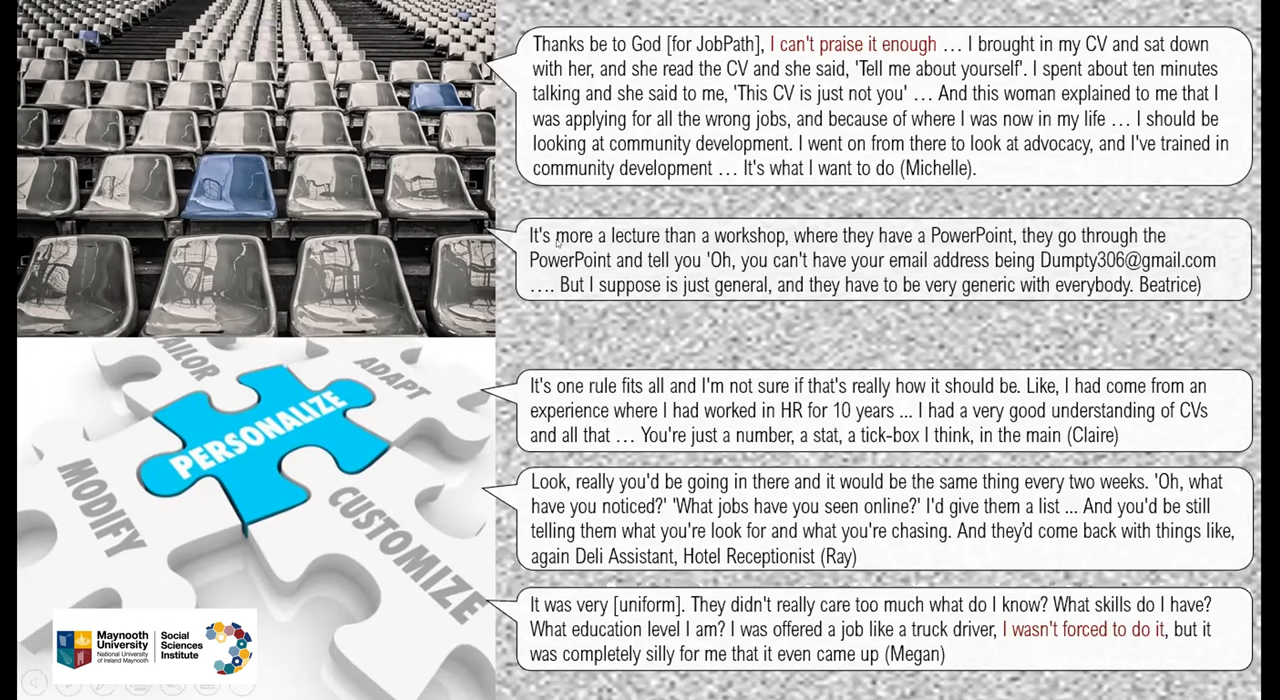 Thanks be to God [for JobPath], I can't praise it enough … I brought in my CV and sat down
with her, and she read the CV and she said, 'Tell me about yourself'. I spent about ten minutes
talking and she said to me, 'This CV is just not you' … And this woman explained to me that I
was applying for all the wrong jobs, and because of where I was now in my life … I should be
looking at community development. I went on from there to look at advocacy, and I've trained in
community development … It's what I want to do (Michelle).
It's more a lecture than a workshop, where they have a PowerPoint, they go through the
PowerPoint and tell you 'Oh, you can't have your email address being Dumpty306@gmail.com
…. But I suppose is just general, and they have to be very generic with everybody. Beatrice)
It's one rule fits all and I'm not sure if that's really how it should be. Like, I had come from an
experience where I had worked in HR for 10 years ... I had a very good understanding of CVs
and all that … You're just a number, a stat, a tick-box I think, in the main (Claire)
Look, really you'd be going in there and it would be the same thing every two weeks. 'Oh, what
have you noticed?' 'What jobs have you seen online?' I'd give them a list ... And you'd be still
telling them what you're look for and what you're chasing. And they'd come back with things like,
again Deli Assistant, Hotel Receptionist (Ray)
It was very [uniform]. They didn't really care too much what do I know? What skills do I have?
What education level I am? I was offered a job like a truck driver, I wasn't forced to do it, but it
was completely silly for me that it even came up (Megan)
TAILOR
ADAPT
PERSONALIZE
MODIFY
CUSTOMIZE
Maynooth
University
National University
of Ireland Maynooth
Social
Sciences
Institute